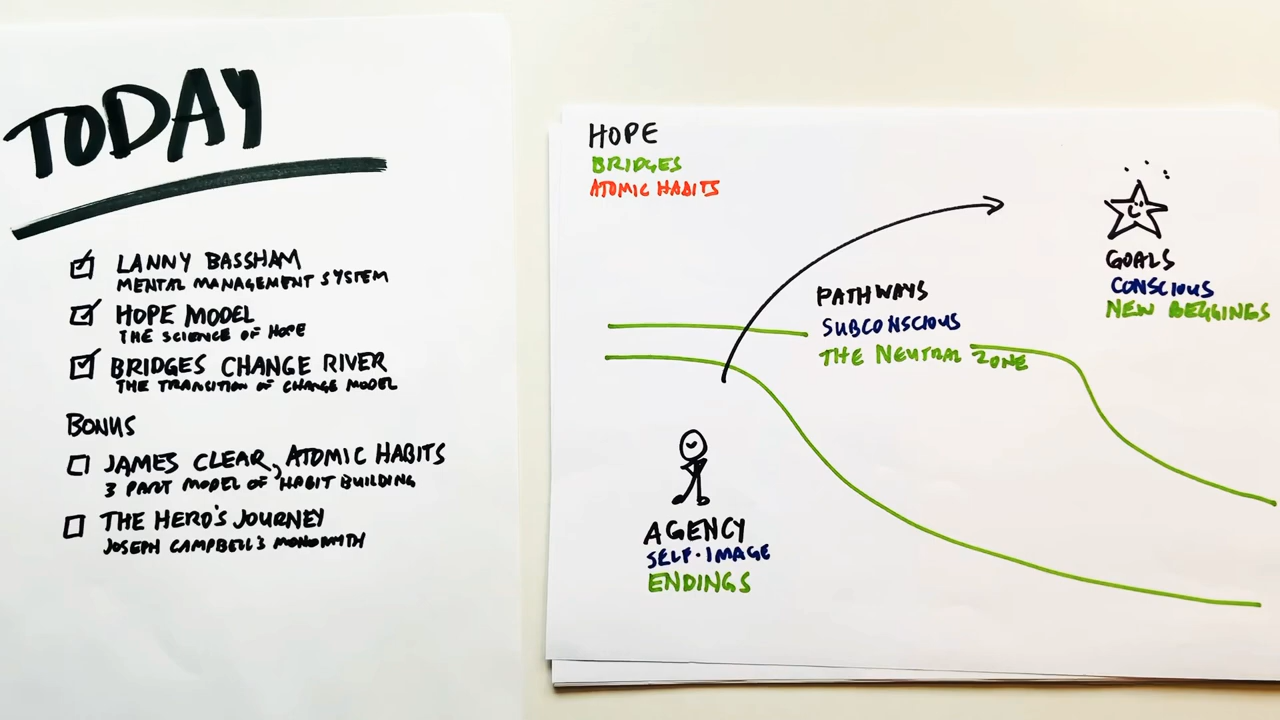 TODAY
LANNY BASSHAM
MENTAL MANAGEMENT SYSTEM
HOPE MODEL
THE SCIENCE OF HOPE
BRIDGES CHANGE RIVER
THE TRANSITION OF CHANGE MODEL
BONUS
JAMES CLEAR, ATOMIC HABITS
3 PART MODEL OF HABIT BUILDING
THE HERO'S JOURNEY
JOSEPH CAMPBELL'S MONOMYTH
HOPE
BRIDGES
ATOMIC HABITS
PATHWAYS
SUBCONSCIOUS
THE NEUTRAL ZONE
GOALS
CONSCIOUS
NEW BEGGINGS
AGENCY
SELF-IMAGE
ENDINGS